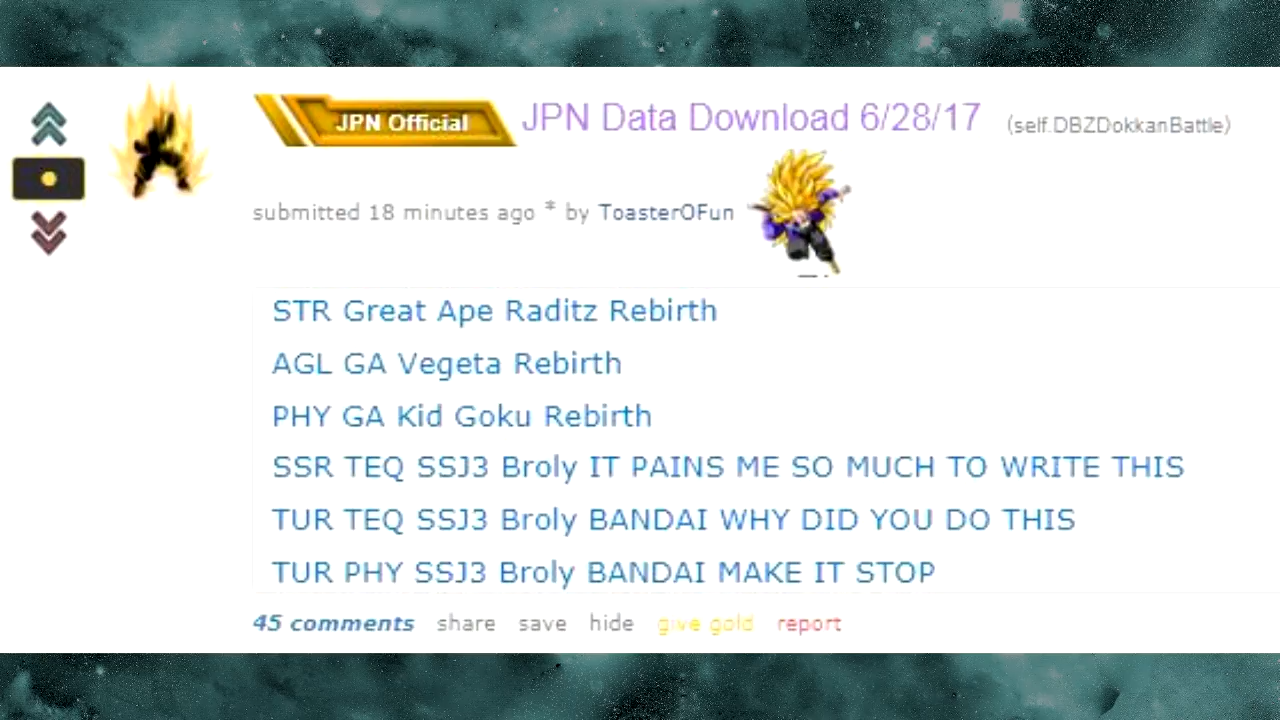 JPN Official JPN Data Download 6/28/17 (self.DBZDokkanBattle)
submitted 18 minutes ago * by ToasterOFun
STR Great Ape Raditz Rebirth
AGL GA Vegeta Rebirth
PHY GA Kid Goku Rebirth
SSR TEQ SSJ3 Broly IT PAINS ME SO MUCH TO WRITE THIS
TUR TEQ SSJ3 Broly BANDAI WHY DID YOU DO THIS
TUR PHY SSJ3 Broly BANDAI MAKE IT STOP
45 comments share save hide give gold report